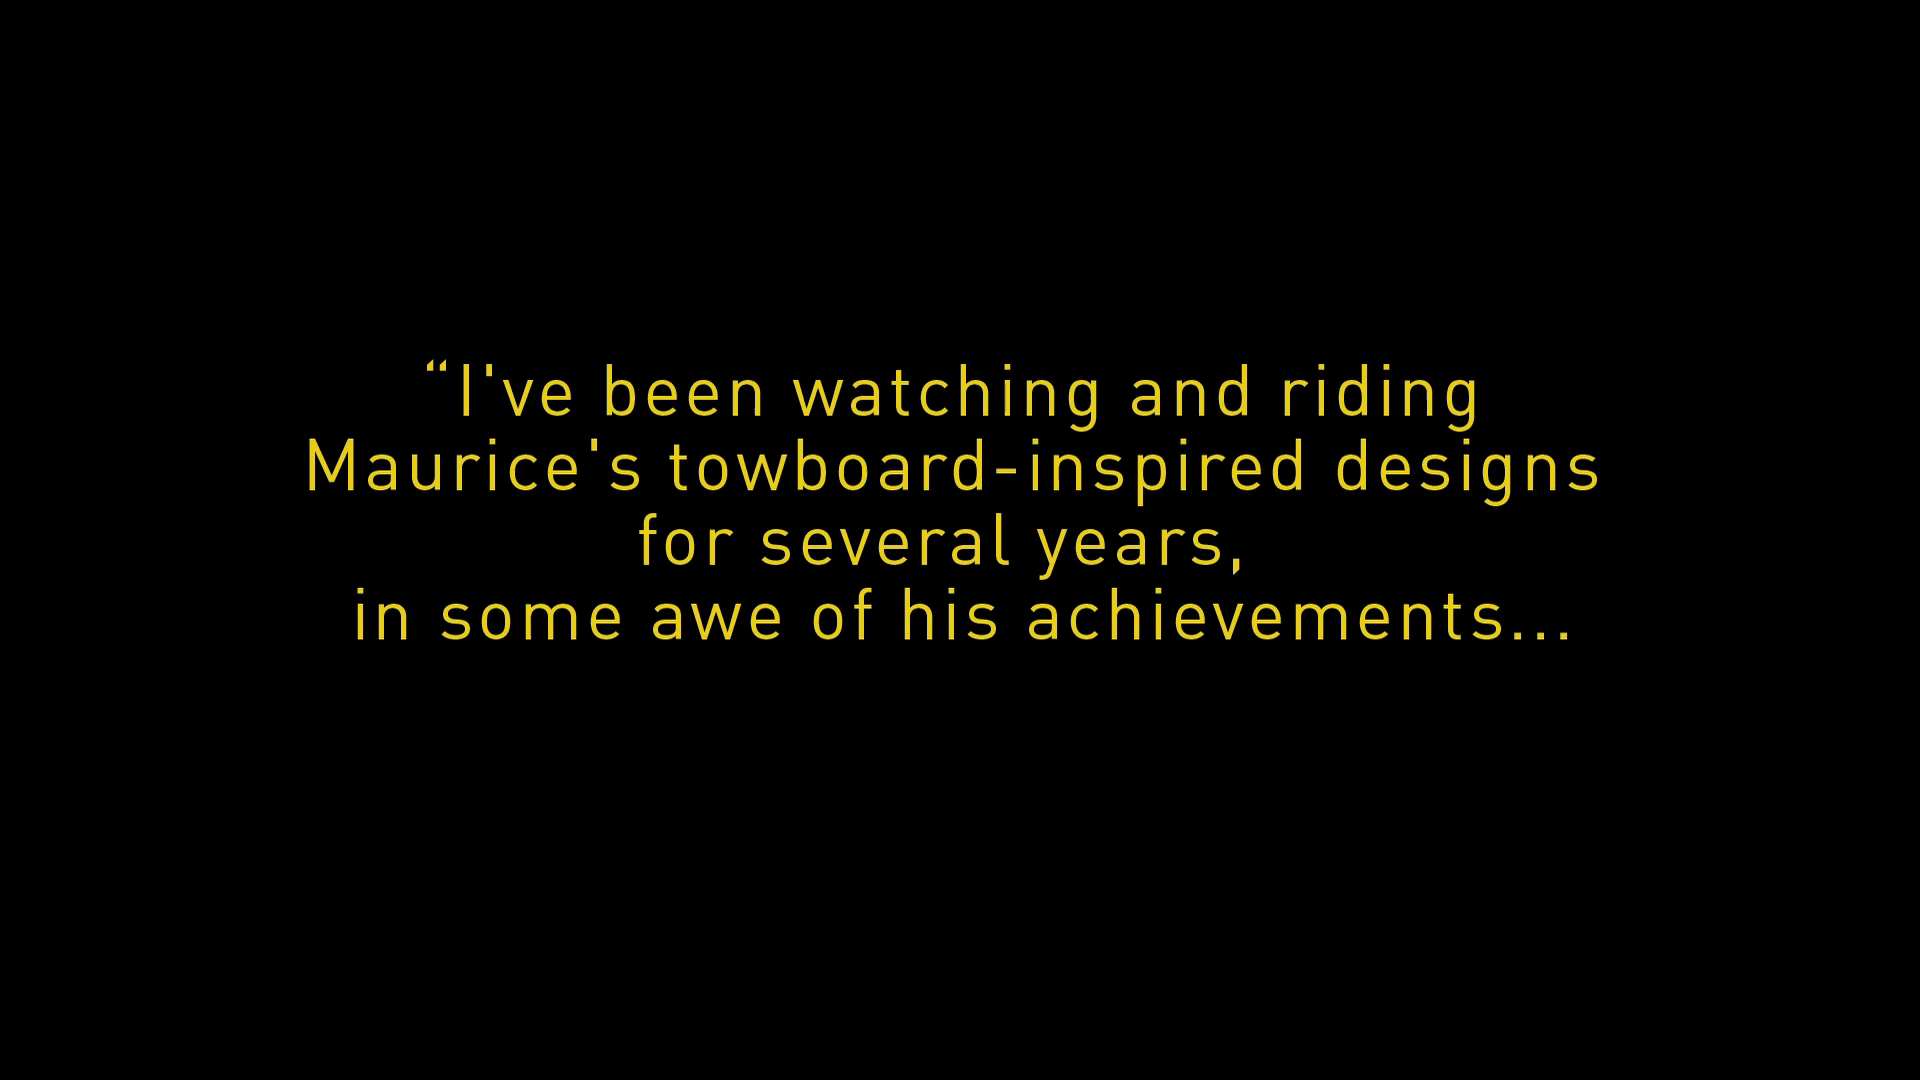 “I've been watching and riding
Maurice's towboard-inspired designs
for several years,
in some awe of his achievements...